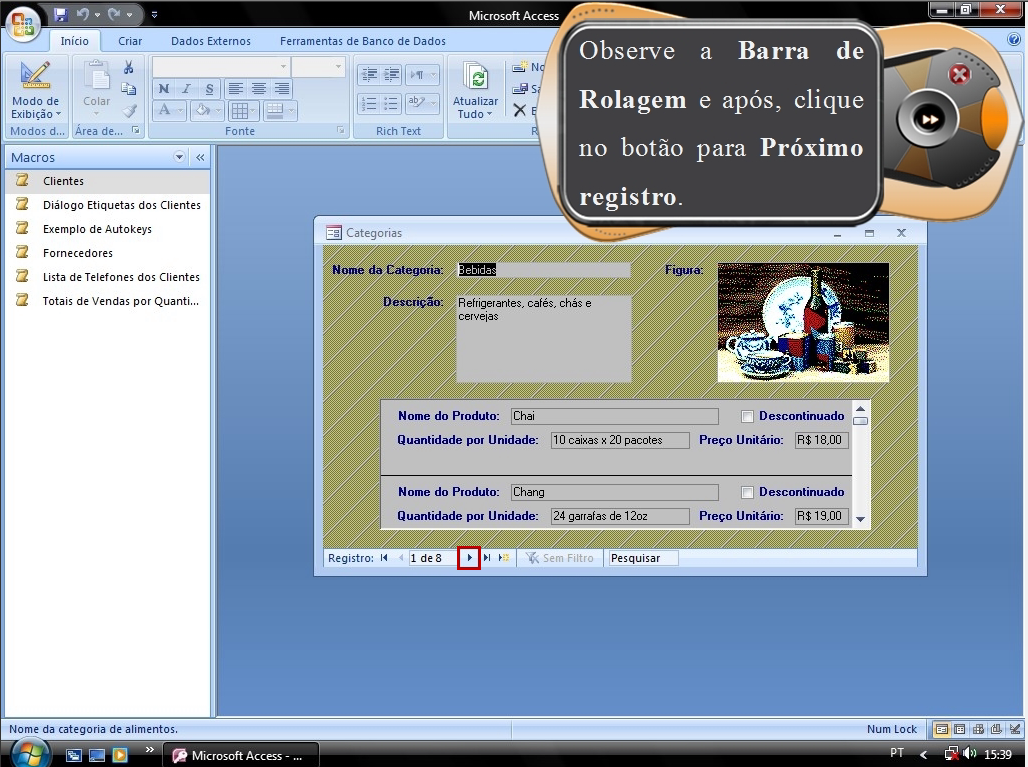 Microsoft Access
Início Criar Dados Externos Ferramentas de Banco de Dados
Modo de
Exibição
Modos d...
Colar
Área de...
N I S
A
Fonte
ab
Rich Text
Atualizar
Tudo
No
Sa
E
R
Observe a Barra de
Rolagem e após, clique
no botão para Próximo
registro.
Macros
Clientes
Diálogo Etiquetas dos Clientes
Exemplo de Autokeys
Fornecedores
Lista de Telefones dos Clientes
Totais de Vendas por Quanti...
Categorias
Nome da Categoria: Bebidas
Figura:
Descrição: Refrigerantes, cafés, chás e
cervejas
Nome do Produto: Chai Descontinuado
Quantidade por Unidade: 10 caixas x 20 pacotes Preço Unitário: R$ 18,00
Nome do Produto: Chang Descontinuado
Quantidade por Unidade: 24 garrafas de 12oz Preço Unitário: R$ 19,00
Registro: 1 de 8 Sem Filtro Pesquisar
Nome da categoria de alimentos. Num Lock
Microsoft Access - ... PT 15:39